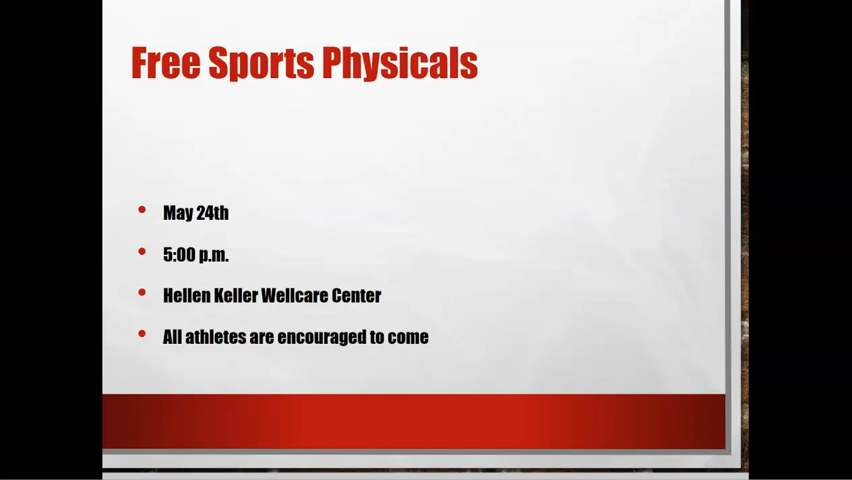 Free Sports Physicals
• May 24th
• 5:00 p.m.
• Hellen Keller Wellcare Center
• All athletes are encouraged to come